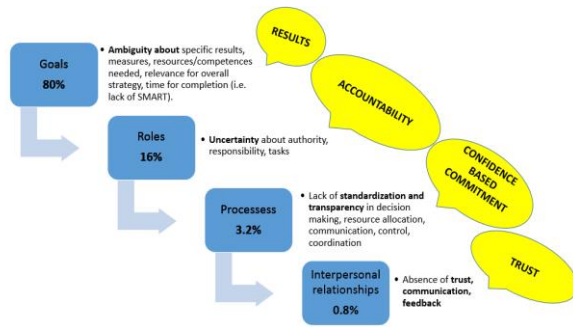 RESULTS
Goals
80%
• Ambiguity about specific results,
measures, resources/competences
needed, relevance for overall
strategy, time for completion (i.e.
lack of SMART).
ACCOUNTABILITY
Roles
16%
• Uncertainty about authority,
responsibility, tasks
CONFIDENCE
BASED
COMMITMENT
Processess
3.2%
• Lack of standardization and
transparency in decision
making, resource allocation,
communication, control,
coordination
TRUST
Interpersonal
relationships
0.8%
• Absence of trust,
communication,
feedback